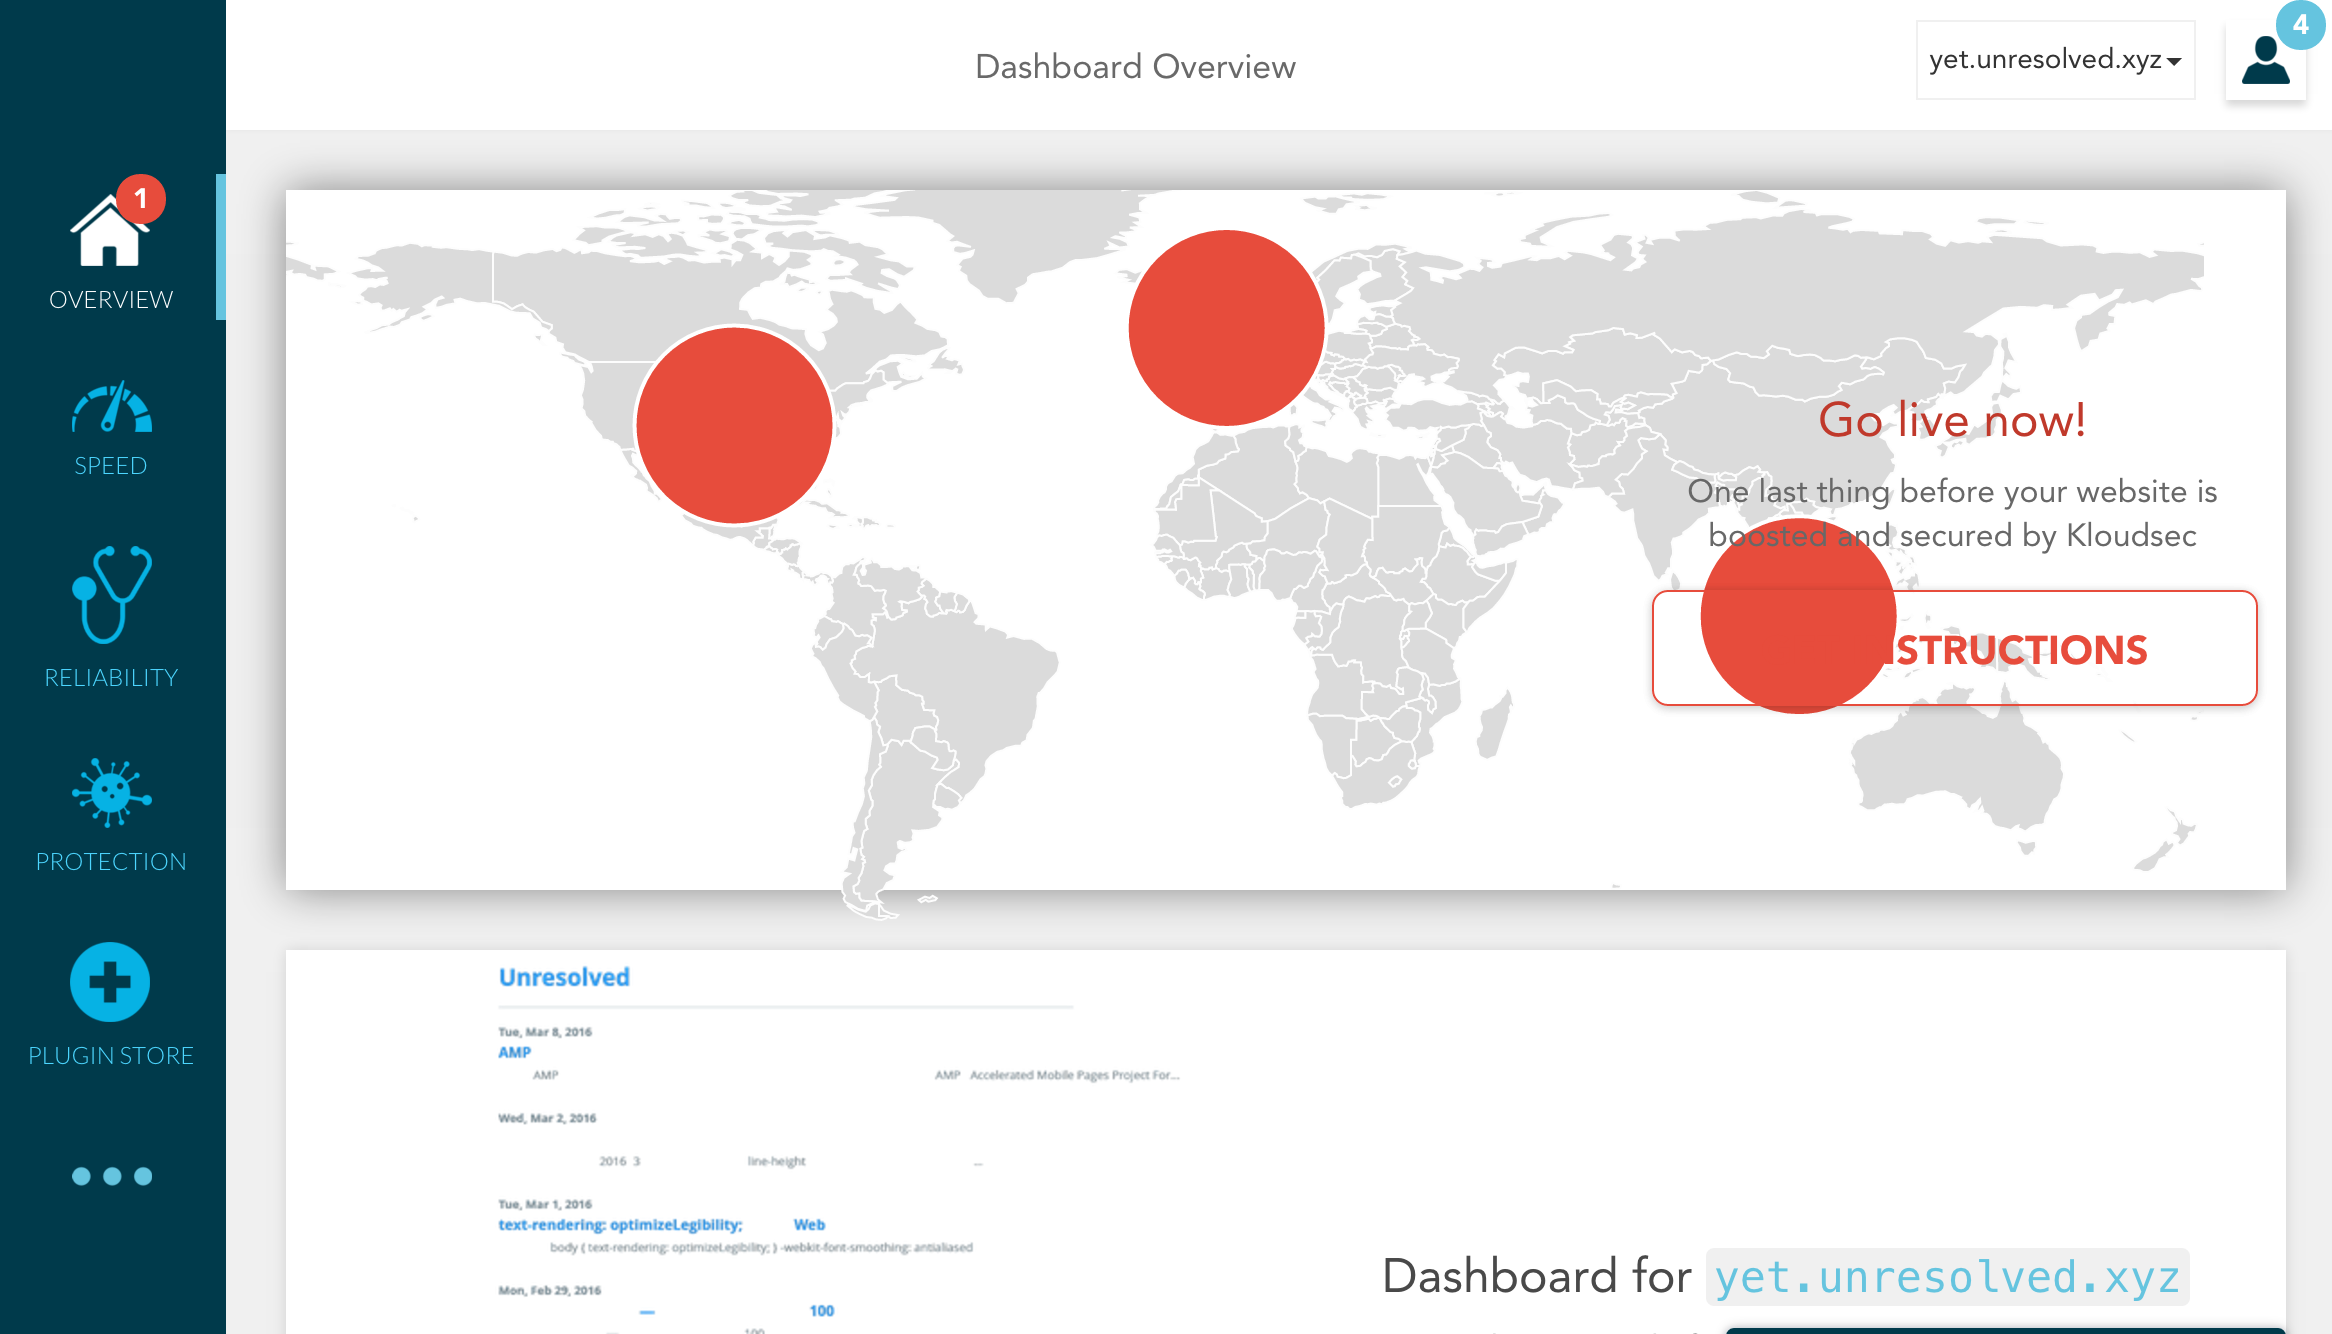 Dashboard Overview
yet.unresolved.xyz
4
1
OVERVIEW
SPEED
RELIABILITY
PROTECTION
PLUGIN STORE
Go live now!
One last thing before your website is
boosted and secured by Kloudsec
NSTRUCTIONS
Unresolved
Tue, Mar 8, 2016
AMP
AMP AMP Accelerated Mobile Pages Project For...
Wed, Mar 2, 2016
2016 3 line-height ...
Tue, Mar 1, 2016
text-rendering: optimizeLegibility; Web
body { text-rendering: optimizeLegibility; } -webkit-font-smoothing: antialiased
Mon, Feb 29, 2016
— 100
Dashboard for yet.unresolved.xyz